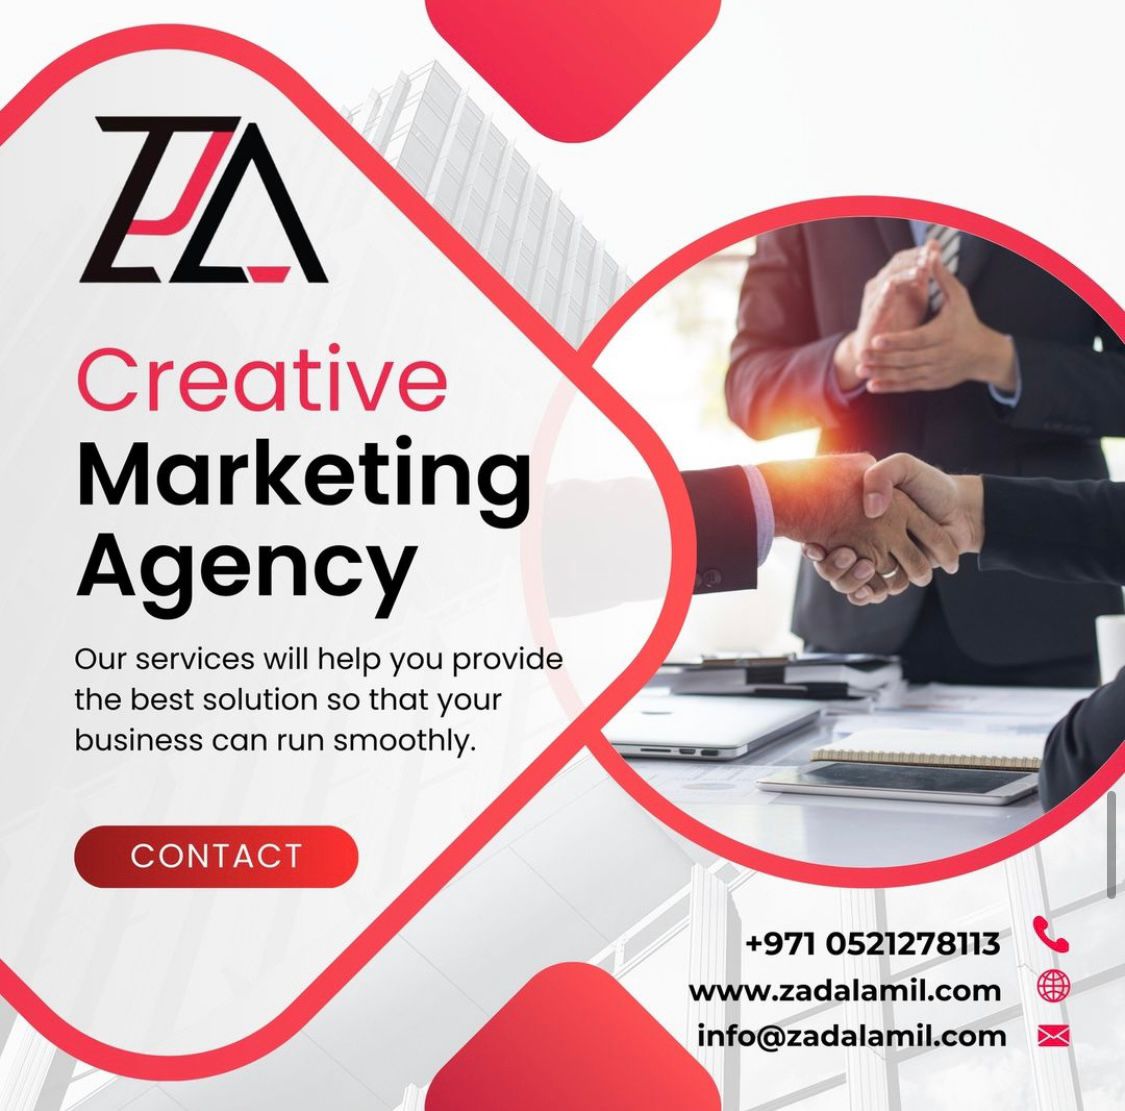 ZA
Creative
Marketing
Agency
Our services will help you provide
the best solution so that your
business can run smoothly.
CONTACT
+971 0521278113
www.zadalamil.com
info@zadalamil.com